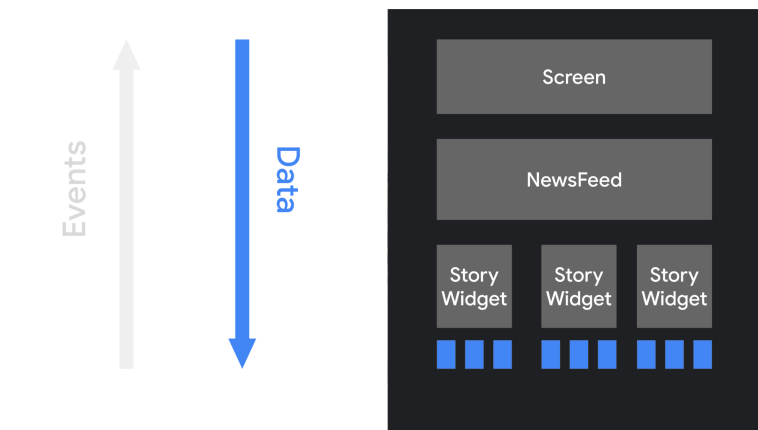 Events
Data
Screen
NewsFeed
Story
Widget
Story
Widget
Story
Widget